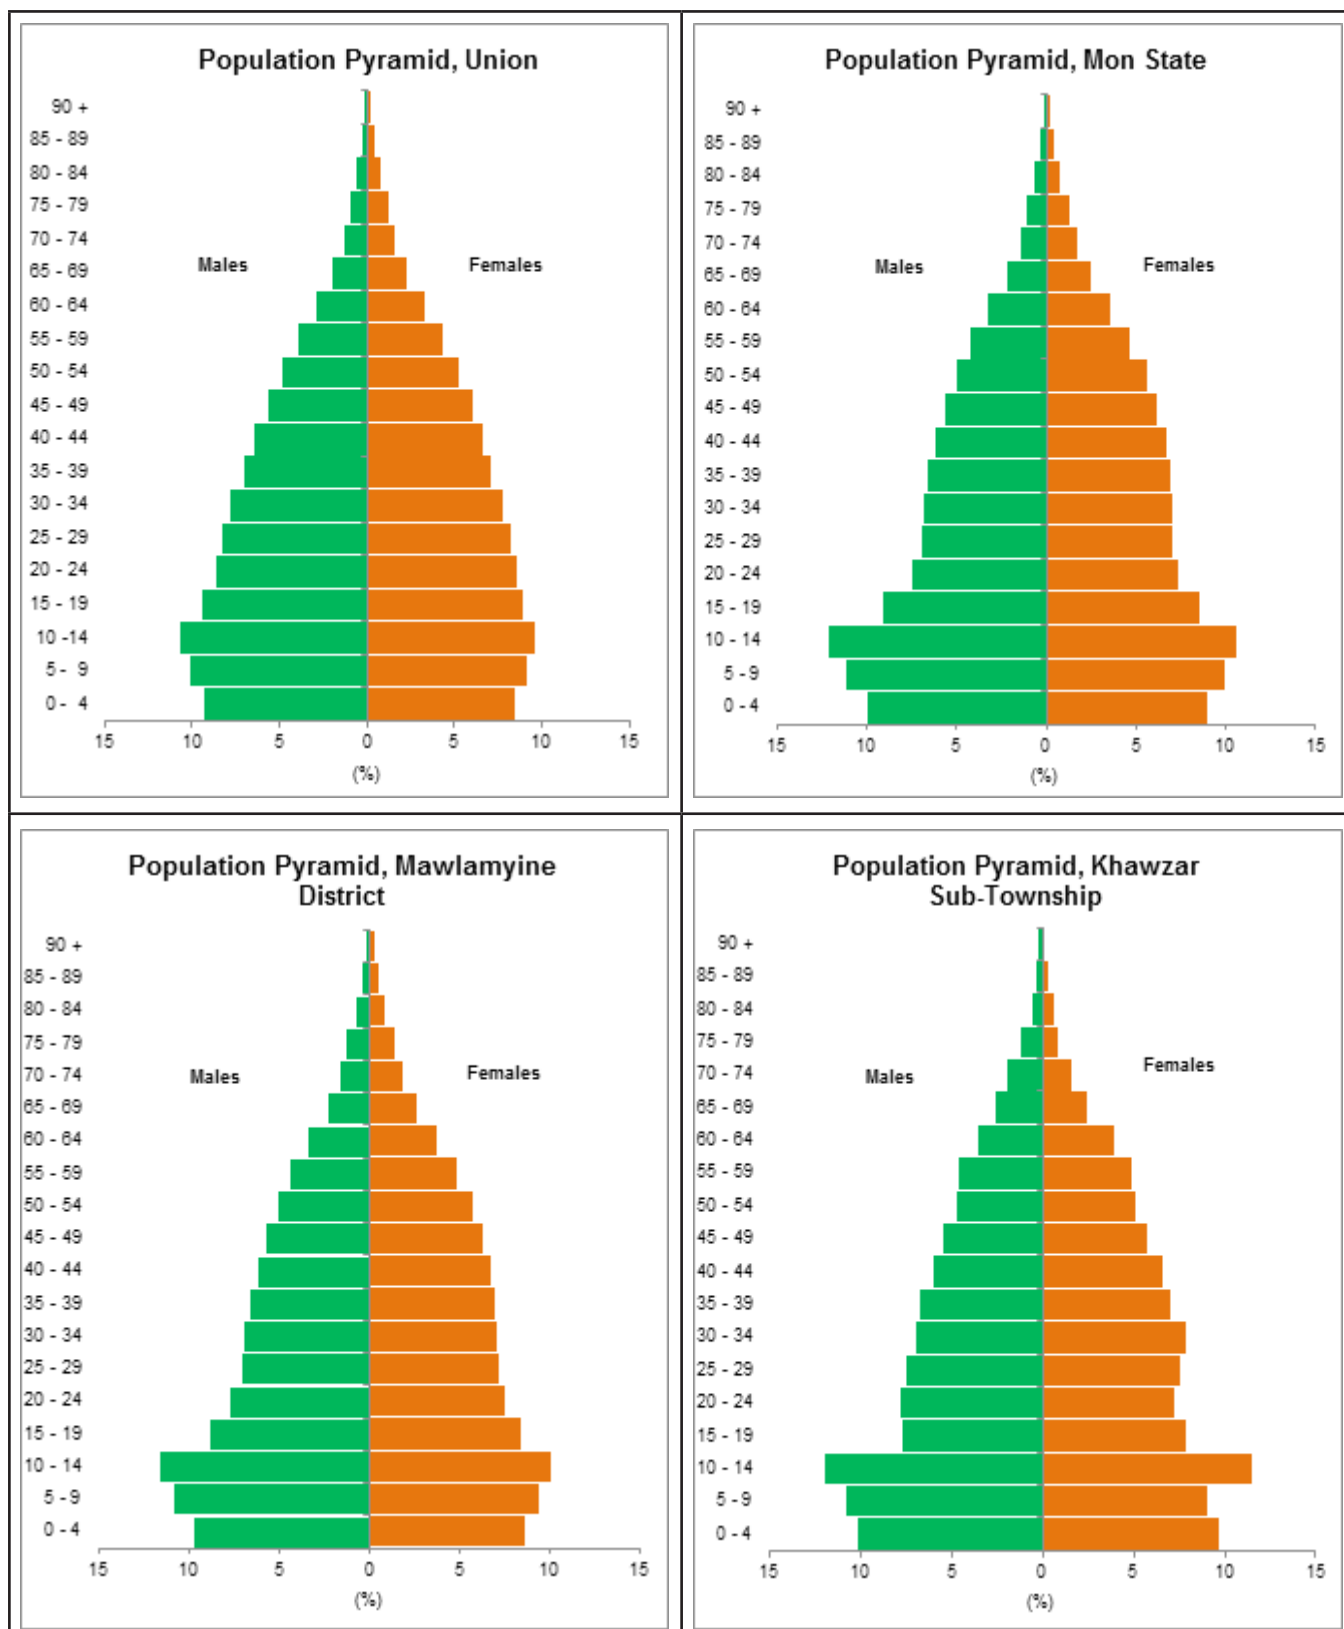 Population Pyramid, Union
90 +
85 - 89
80 - 84
75 - 79
70 - 74
65 - 69
60 - 64
55 - 59
50 - 54
45 - 49
40 - 44
35 - 39
30 - 34
25 - 29
20 - 24
15 - 19
10 -14
5 - 9
0 - 4
Males
Females
15 10 5 0 5 10 15
(%)
Population Pyramid, Mon State
90 +
85 - 89
80 - 84
75 - 79
70 - 74
65 - 69
60 - 64
55 - 59
50 - 54
45 - 49
40 - 44
35 - 39
30 - 34
25 - 29
20 - 24
15 - 19
10 - 14
5 - 9
0 - 4
Males
Females
15 10 5 0 5 10 15
(%)
Population Pyramid, Mawlamyine
District
90 +
85 - 89
80 - 84
75 - 79
70 - 74
65 - 69
60 - 64
55 - 59
50 - 54
45 - 49
40 - 44
35 - 39
30 - 34
25 - 29
20 - 24
15 - 19
10 - 14
5 - 9
0 - 4
Males
Females
15 10 5 0 5 10 15
(%)
Population Pyramid, Khawzar
Sub-Township
90 +
85 - 89
80 - 84
75 - 79
70 - 74
65 - 69
60 - 64
55 - 59
50 - 54
45 - 49
40 - 44
35 - 39
30 - 34
25 - 29
20 - 24
15 - 19
10 - 14
5 - 9
0 - 4
Males
Females
15 10 5 0 5 10 15
(%)